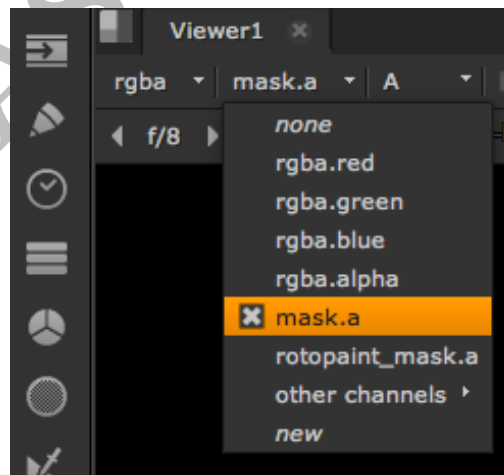 Viewer1
rgba mask.a A
f/8
none
rgba.red
rgba.green
rgba.blue
rgba.alpha
mask.a
rotopaint_mask.a
other channels
new